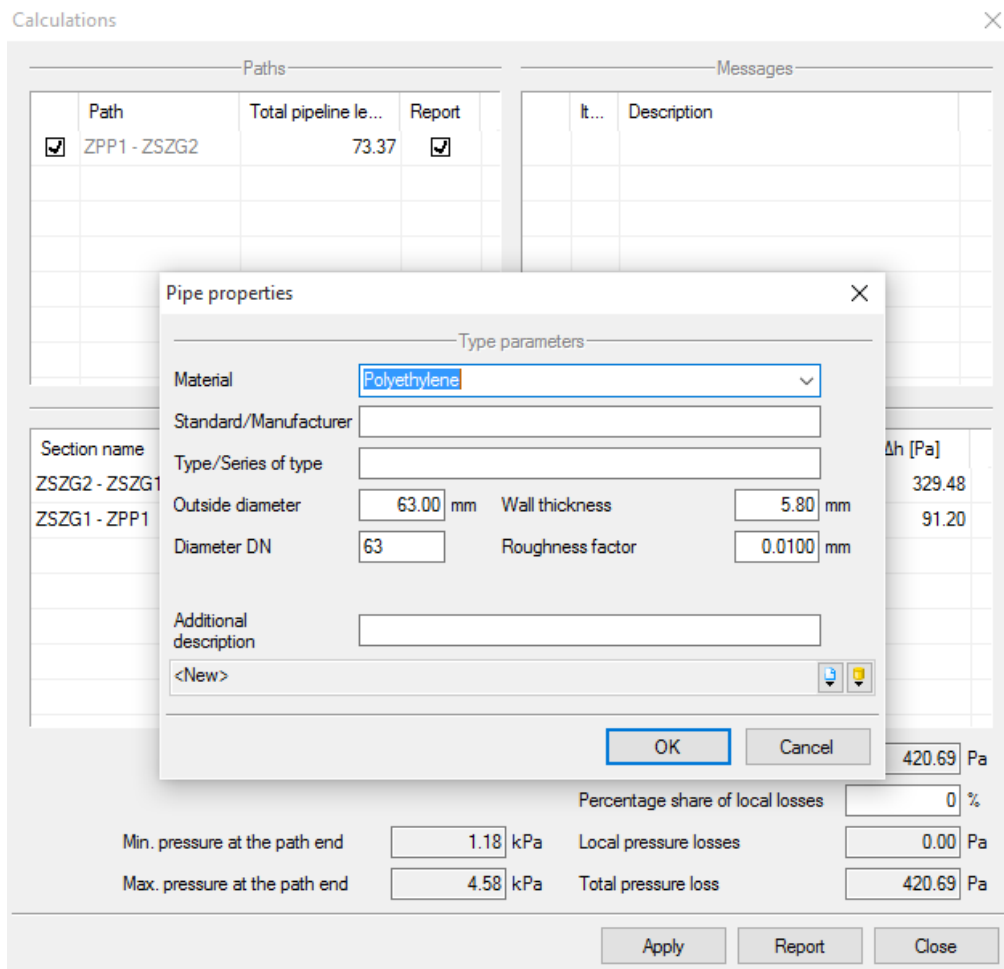 Calculations
Paths
Messages
Path Total pipeline le... Report
It... Description
ZPP1 - ZSZG2 73.37
Pipe properties
Type parameters
Material Polyethylene
Standard/Manufacturer
Type/Series of type
Outside diameter 63.00 mm Wall thickness 5.80 mm
Diameter DN 63 Roughness factor 0.0100 mm
Additional
description
<New>
OK Cancel
Section name Δh [Pa]
ZSZG2 - ZSZG1 329.48
ZSZG1 - ZPP1 91.20
420.69 Pa
Percentage share of local losses 0 %
Min. pressure at the path end 1.18 kPa Local pressure losses 0.00 Pa
Max. pressure at the path end 4.58 kPa Total pressure loss 420.69 Pa
Apply Report Close